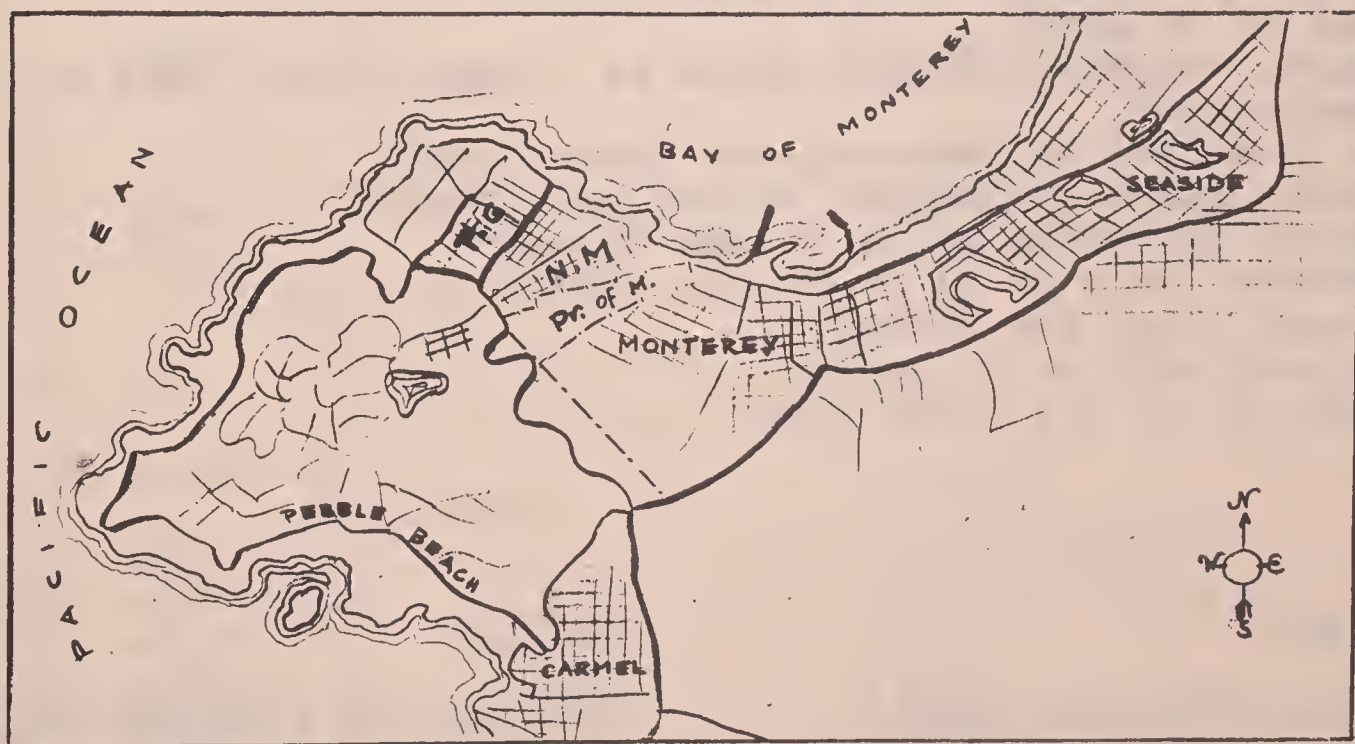 BAY OF MONTEREY
PACIFIC OCEAN
SEASIDE
P.G.
N.M
Pr. OF M.
MONTEREY
PEBBLE BEACH
CARMEL
N
W E
S